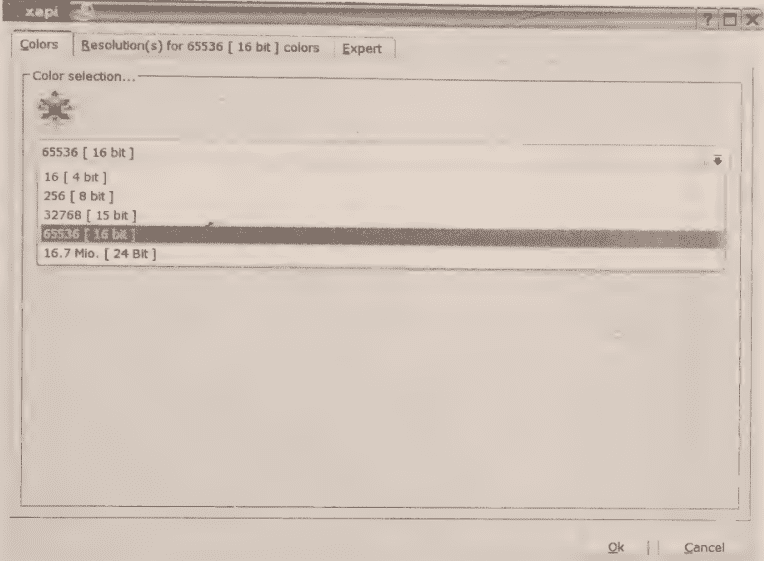 xapi
Colors
Resolution(s) for 65536 [ 16 bit ] colors
Expert
Color selection...
65536 [ 16 bit ]
16 [ 4 bit ]
256 [ 8 bit ]
32768 [ 15 bit ]
65536 [ 16 bit ]
16.7 Mio. [ 24 Bit ]
Ok
Cancel